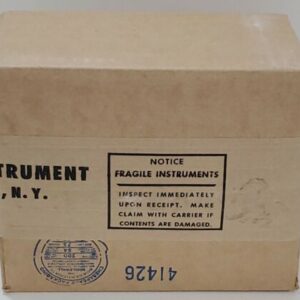 TRUMENT
, N.Y.
NOTICE
FRAGILE INSTRUMENTS
INSPECT IMMEDIATELY
UPON RECEIPT. MAKE
CLAIM WITH CARRIER IF
CONTENTS ARE DAMAGED.
41426